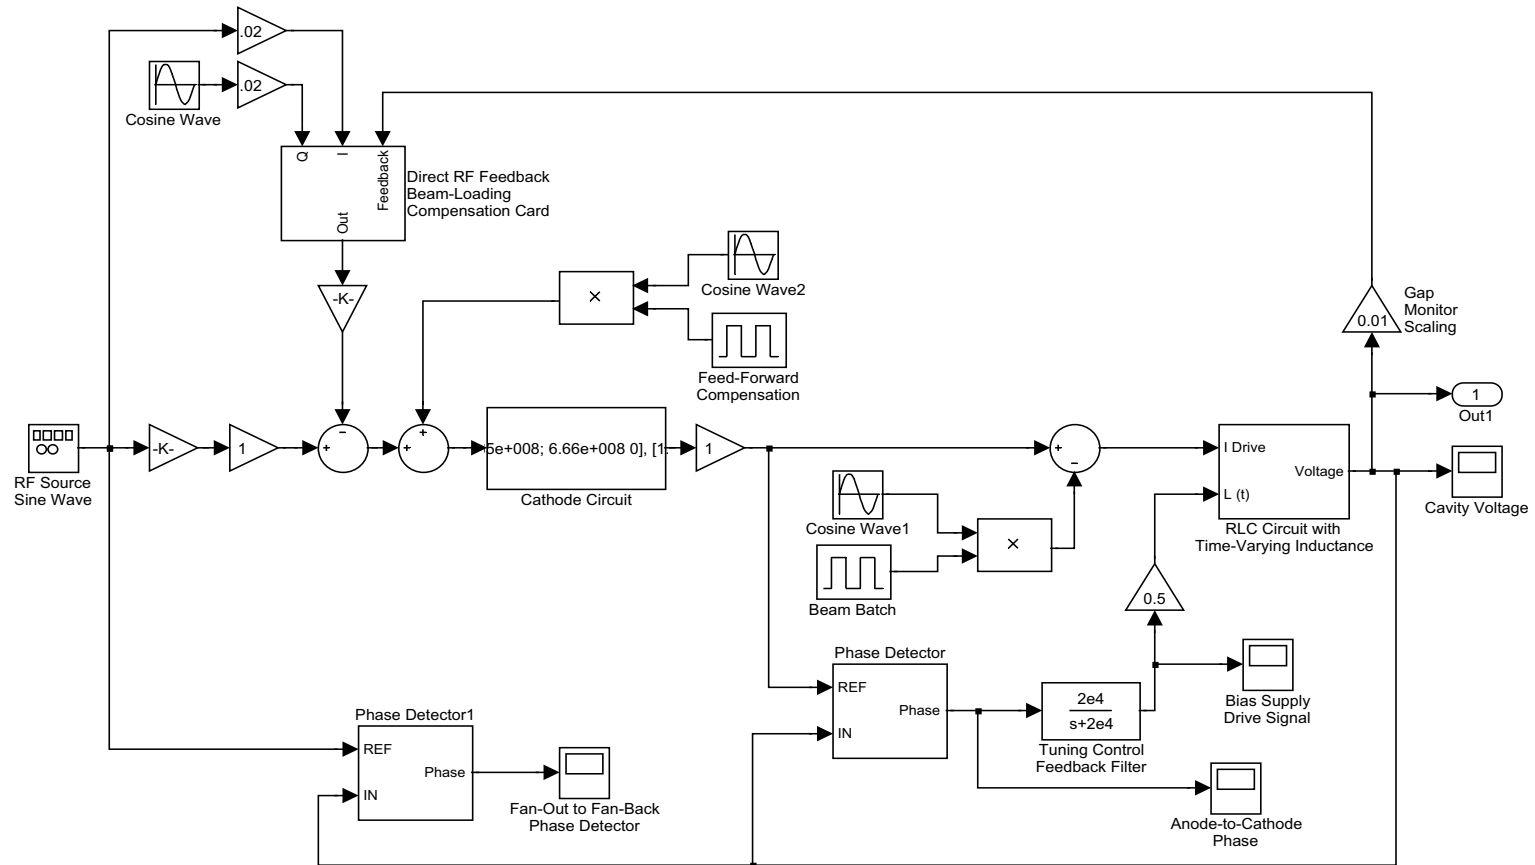 .02
.02
Cosine Wave
Q
I
Feedback
Out
Direct RF Feedback
Beam-Loading
Compensation Card
-K-
×
Cosine Wave2
Feed-Forward
Compensation
0.01
Gap
Monitor
Scaling
1
Out1
RF Source
Sine Wave
-K-
1
+
−
+
+
5e+008; 6.66e+008 0], [1.
Cathode Circuit
1
+
−
I Drive
L (t)
Voltage
RLC Circuit with
Time-Varying Inductance
Cavity Voltage
Cosine Wave1
×
Beam Batch
0.5
Phase Detector
REF
Phase
IN
2e4
s+2e4
Tuning Control
Feedback Filter
Bias Supply
Drive Signal
Phase Detector1
REF
Phase
IN
Fan-Out to Fan-Back
Phase Detector
Anode-to-Cathode
Phase